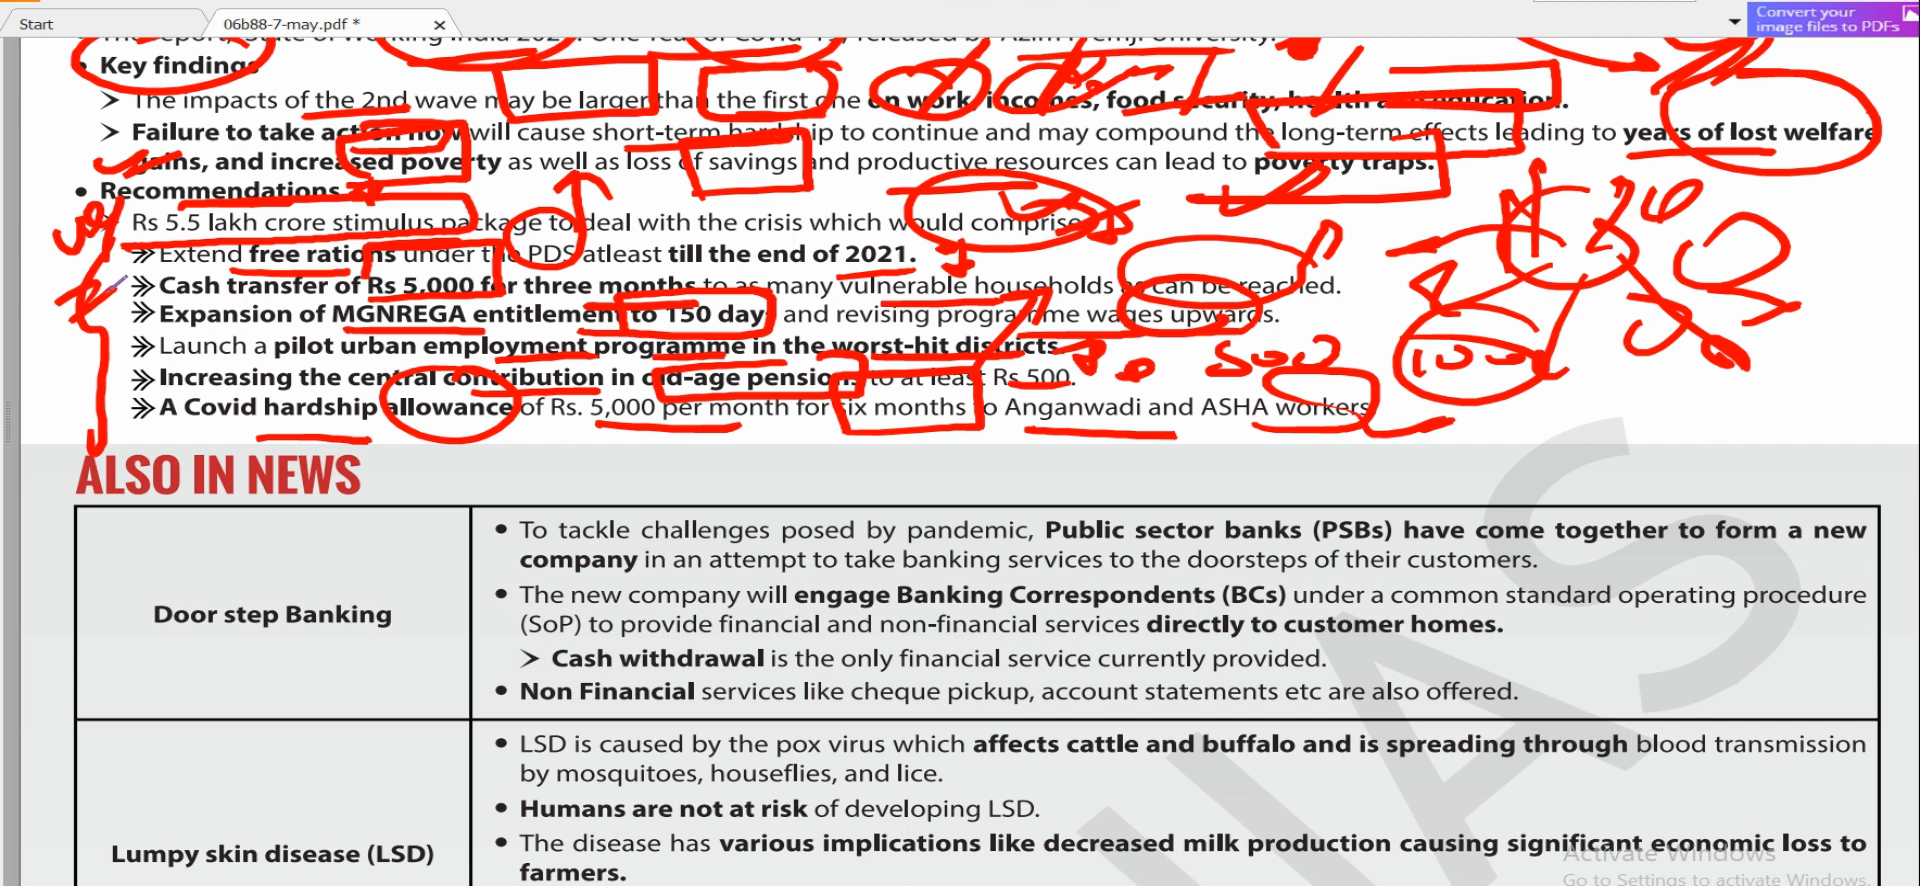 Start
06b88-7-may.pdf *
Convert your
image files to PDFs
Key findings
The impacts of the 2nd wave may be larger than the first one on work, incomes, food security, health and education.
Failure to take action now will cause short-term hardship to continue and may compound the long-term effects leading to years of lost welfare
gains, and increased poverty as well as loss of savings and productive resources can lead to poverty traps.
Recommendations
Rs 5.5 lakh crore stimulus package to deal with the crisis which would comprise
Extend free rations under the PDS atleast till the end of 2021.
Cash transfer of Rs 5,000 for three months to as many vulnerable households as can be reached.
Expansion of MGNREGA entitlement to 150 days and revising programme wages upwards.
Launch a pilot urban employment programme in the worst-hit districts
Increasing the central contribution in old-age pensions to at least Rs 500.
A Covid hardship allowance of Rs. 5,000 per month for six months to Anganwadi and ASHA workers
ALSO IN NEWS
Door step Banking
• To tackle challenges posed by pandemic, Public sector banks (PSBs) have come together to form a new
company in an attempt to take banking services to the doorsteps of their customers.
• The new company will engage Banking Correspondents (BCs) under a common standard operating procedure
(SoP) to provide financial and non-financial services directly to customer homes.
Cash withdrawal is the only financial service currently provided.
• Non Financial services like cheque pickup, account statements etc are also offered.
Lumpy skin disease (LSD)
• LSD is caused by the pox virus which affects cattle and buffalo and is spreading through blood transmission
by mosquitoes, houseflies, and lice.
• Humans are not at risk of developing LSD.
• The disease has various implications like decreased milk production causing significant economic loss to
farmers.
Activate Windows
Go to Settings to activate Windows.
IAS